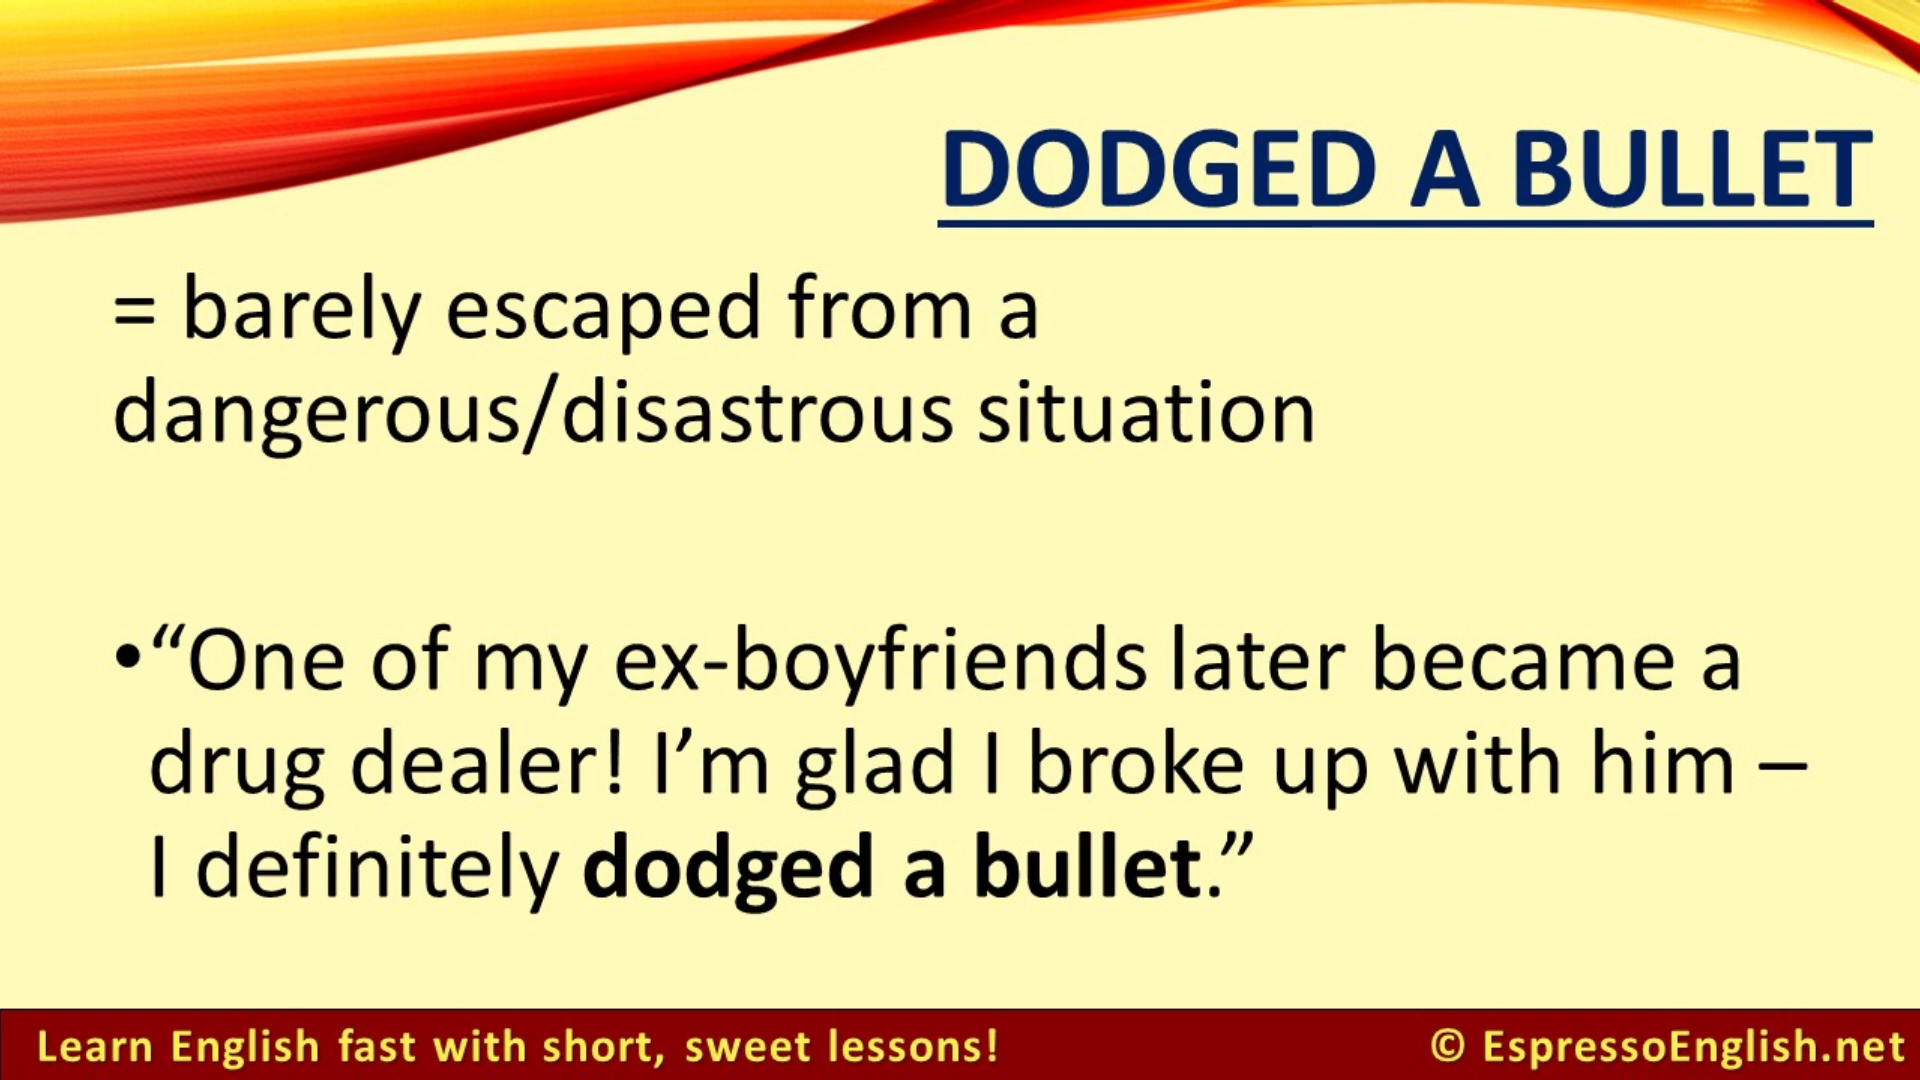 DODGED A BULLET
= barely escaped from a
dangerous/disastrous situation
•“One of my ex-boyfriends later became a
drug dealer! I’m glad I broke up with him –
I definitely dodged a bullet.”
Learn English fast with short, sweet lessons!
© EspressoEnglish.net